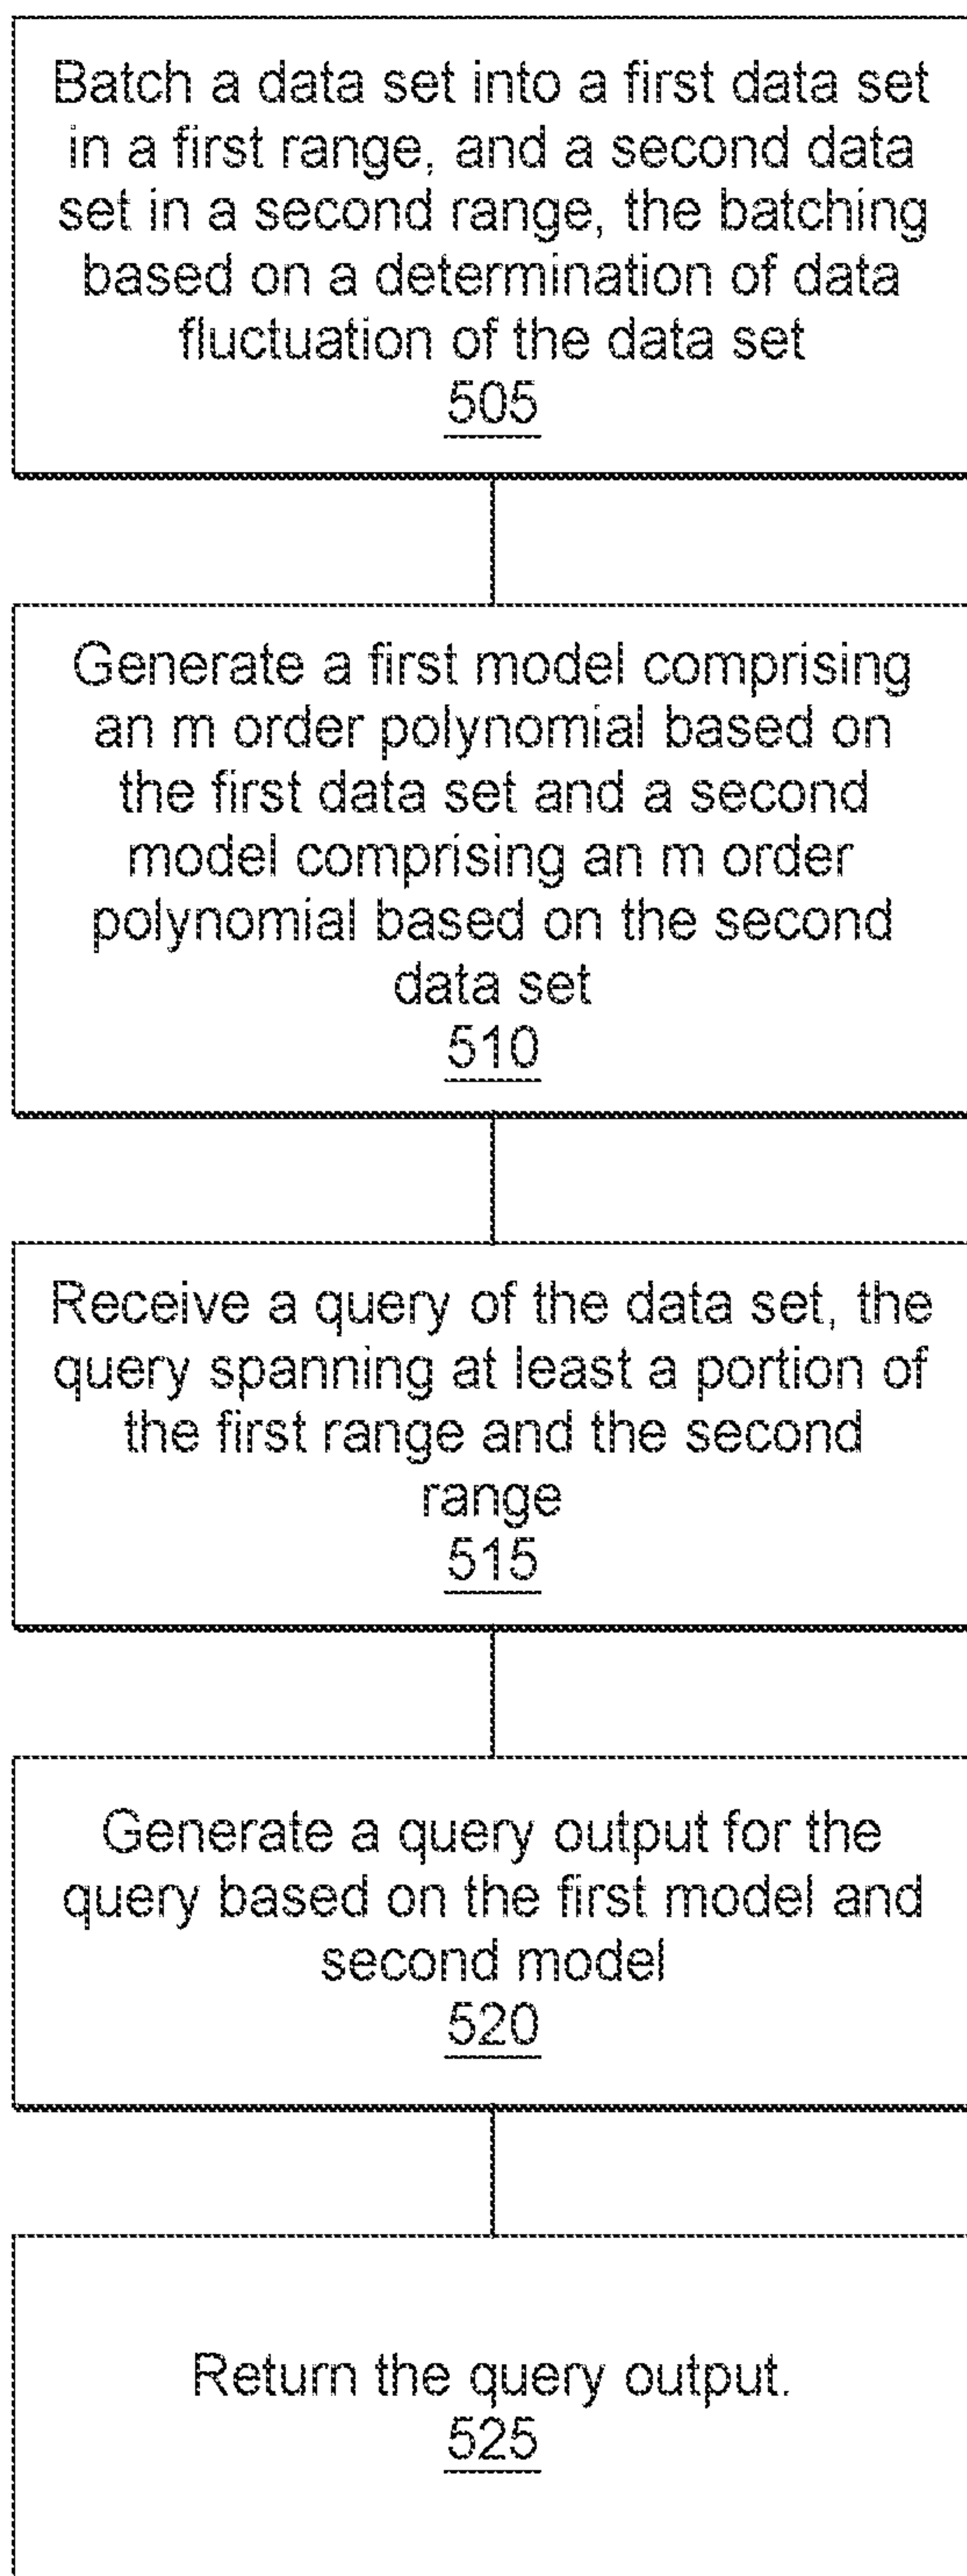 Batch a data set into a first data set
in a first range, and a second data
set in a second range, the batching
based on a determination of data
fluctuation of the data set
505
Generate a first model comprising
an m order polynomial based on
the first data set and a second
model comprising an m order
polynomial based on the second
data set
510
Receive a query of the data set, the
query spanning at least a portion of
the first range and the second
range
515
Generate a query output for the
query based on the first model and
second model
520
Return the query output.
525